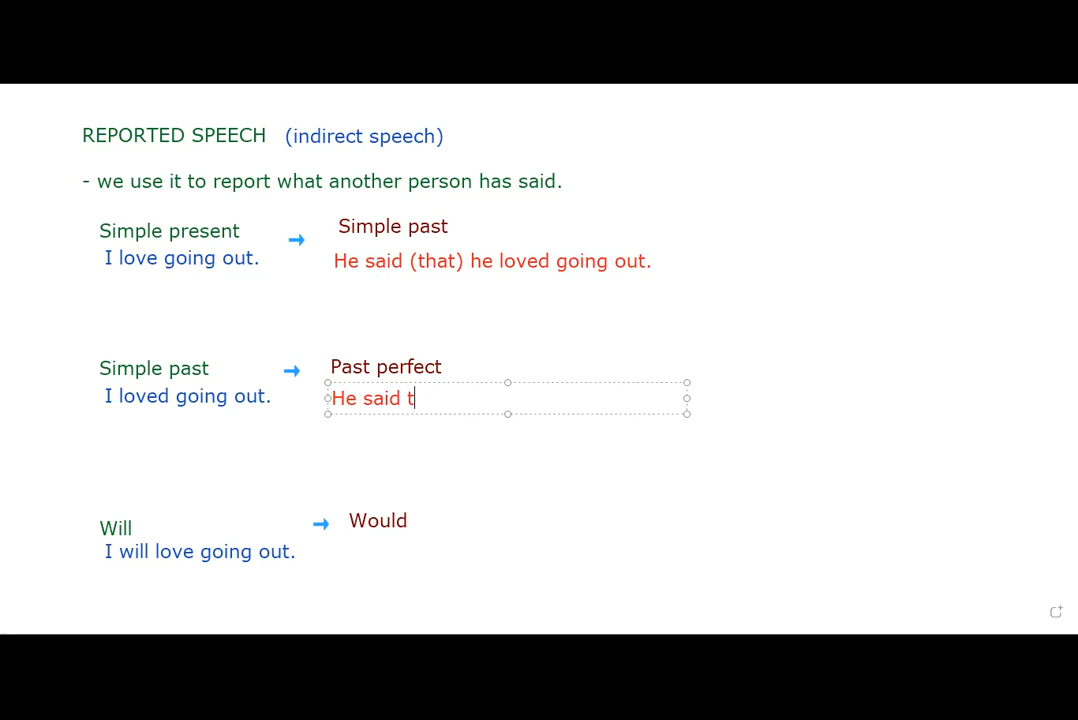 REPORTED SPEECH (indirect speech)
- we use it to report what another person has said.
Simple present → Simple past
I love going out. He said (that) he loved going out.
Simple past → Past perfect
I loved going out. He said t
Will → Would
I will love going out.